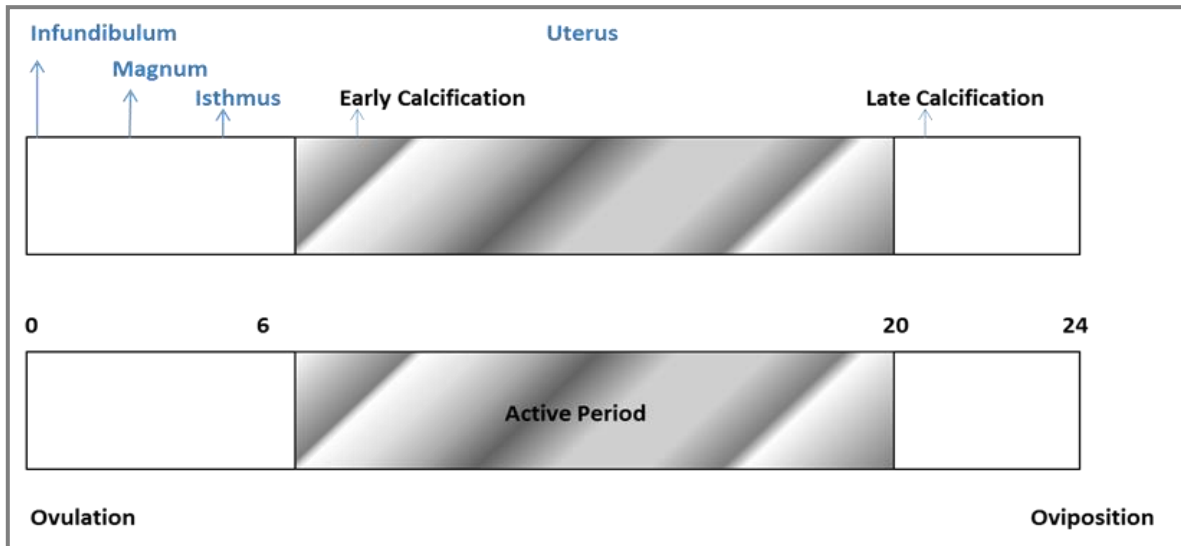 Infundibulum Uterus
Magnum
Isthmus Early Calcification Late Calcification
0 6 20 24
Active Period
Ovulation Oviposition